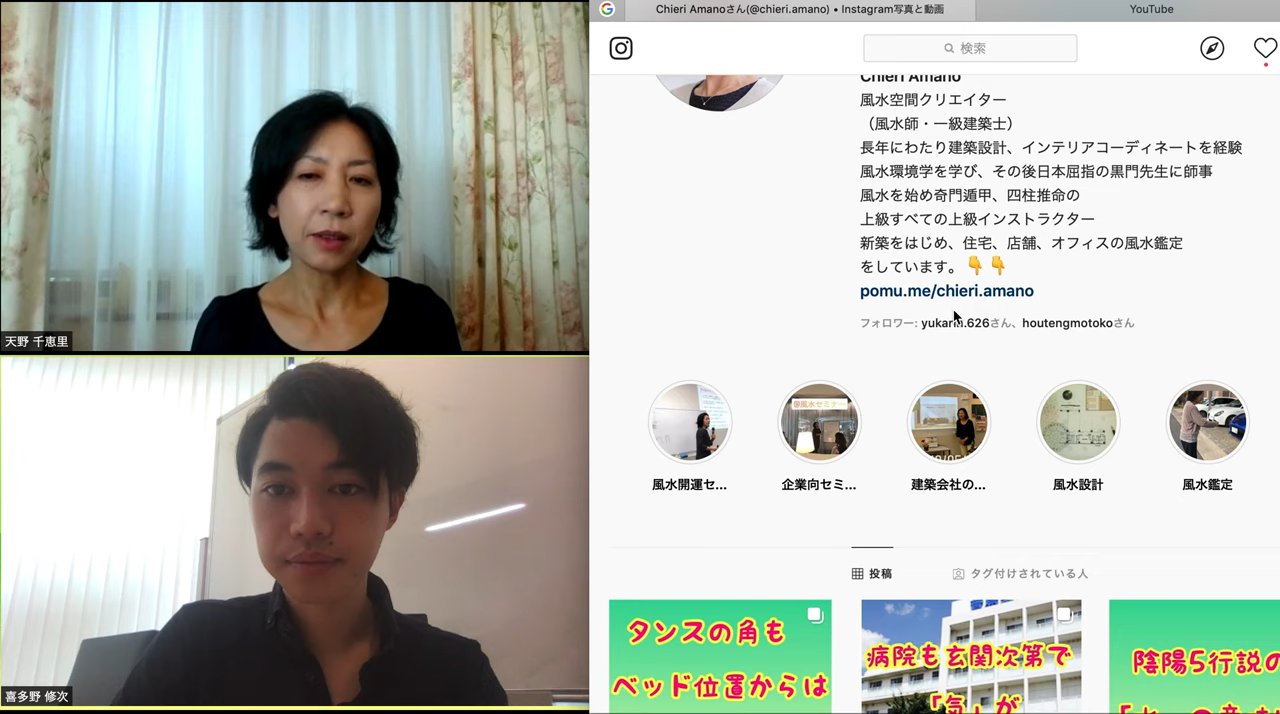 天野 千恵里
喜多野 修次
Chieri Amanoさん(@chieri.amano) • Instagram写真と動画
YouTube
検索
Chieri Amano
風水空間クリエイター
（風水師・一級建築士）
長年にわたり建築設計、インテリアコーディネートを経験
風水環境学を学び、その後日本屈指の黒門先生に師事
風水を始め奇門遁甲、四柱推命の
上級すべての上級インストラクター
新築をはじめ、住宅、店舗、オフィスの風水鑑定
をしています。👇👇
pomu.me/chieri.amano
フォロワー: yukarin.626さん、houtengmotokoさん
風水セミナー
風水開運セ...
企業向セミ...
建築会社の...
風水設計
風水鑑定
投稿
タグ付けされている人
タンスの角も
ベッド位置からは
病院も玄関次第で
「気」が
陰陽5行説の